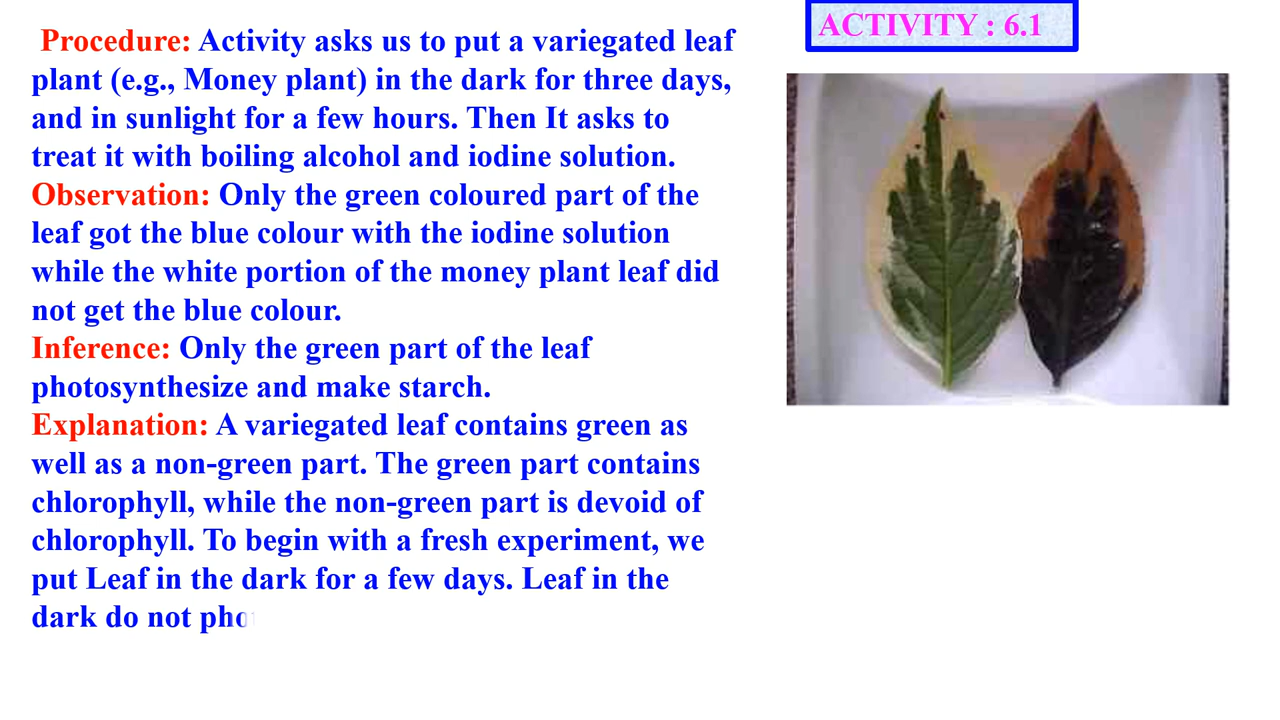 ACTIVITY : 6.1
Procedure: Activity asks us to put a variegated leaf
plant (e.g., Money plant) in the dark for three days,
and in sunlight for a few hours. Then It asks to
treat it with boiling alcohol and iodine solution.
Observation: Only the green coloured part of the
leaf got the blue colour with the iodine solution
while the white portion of the money plant leaf did
not get the blue colour.
Inference: Only the green part of the leaf
photosynthesize and make starch.
Explanation: A variegated leaf contains green as
well as a non-green part. The green part contains
chlorophyll, while the non-green part is devoid of
chlorophyll. To begin with a fresh experiment, we
put Leaf in the dark for a few days. Leaf in the
dark do not